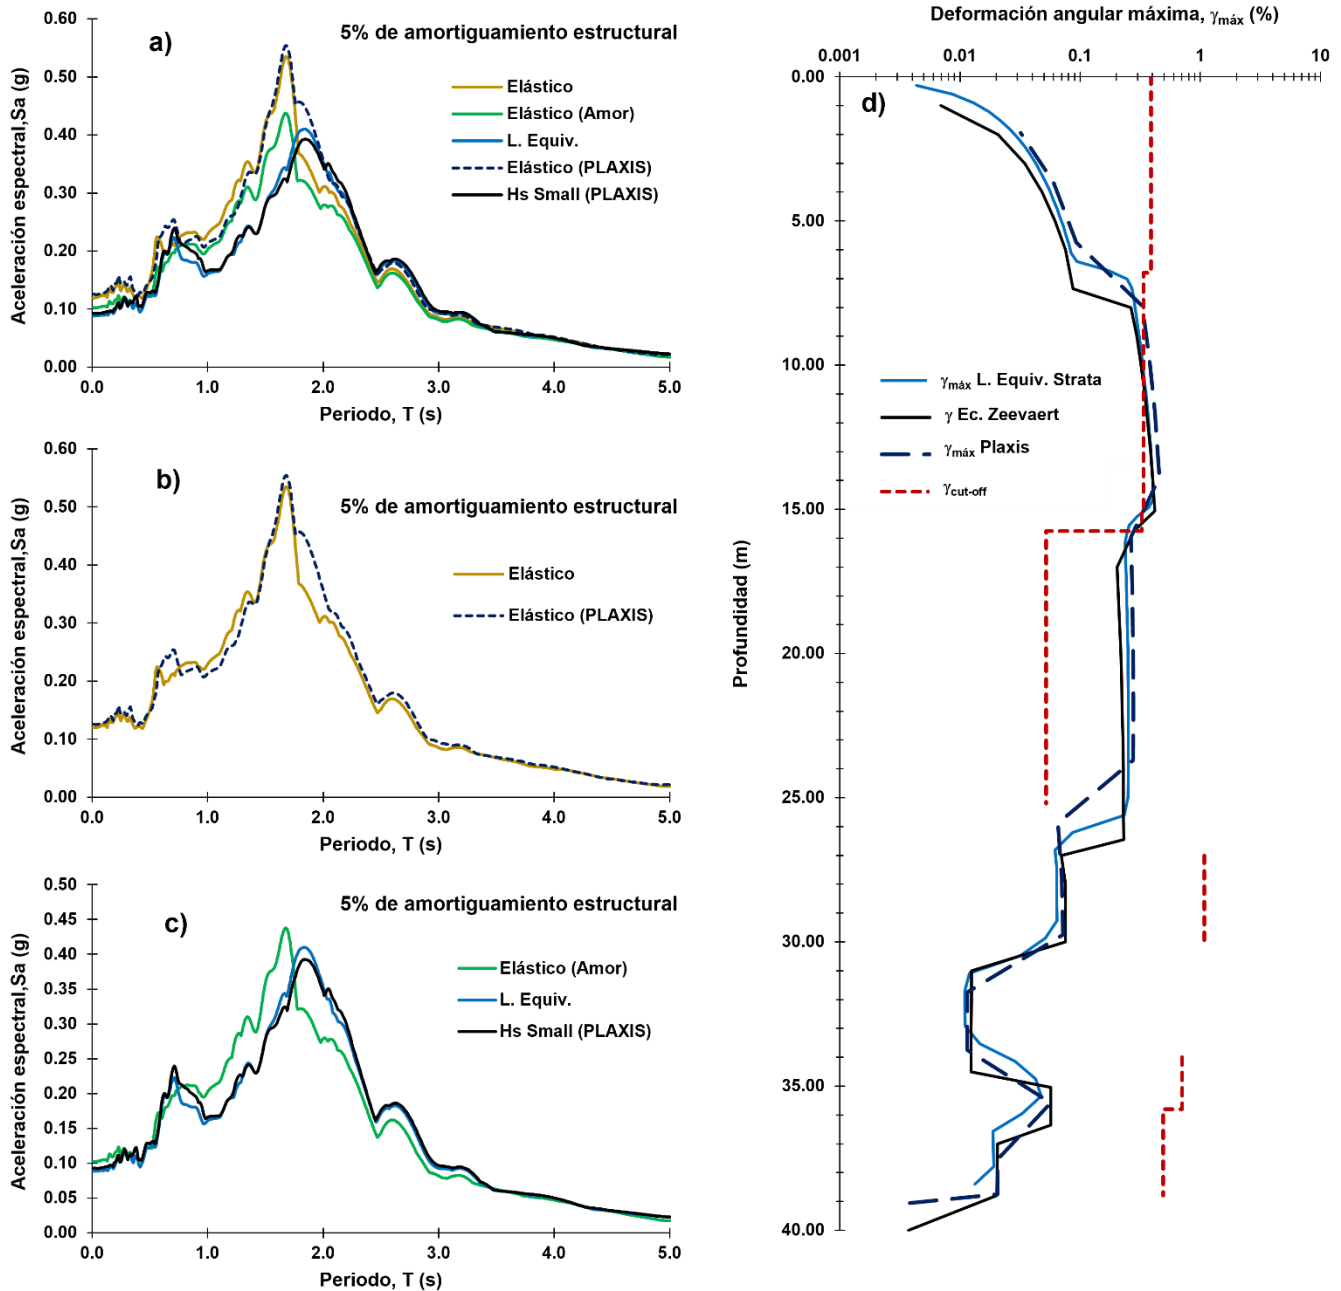 a)
5% de amortiguamiento estructural
Aceleración espectral,Sa (g)
0.60
0.50
0.40
0.30
0.20
0.10
0.00
Elástico
Elástico (Amor)
L. Equiv.
Elástico (PLAXIS)
Hs Small (PLAXIS)
0.0 1.0 2.0 3.0 4.0 5.0
Periodo, T (s)
b)
5% de amortiguamiento estructural
Aceleración espectral,Sa (g)
0.60
0.50
0.40
0.30
0.20
0.10
0.00
Elástico
Elástico (PLAXIS)
0.0 1.0 2.0 3.0 4.0 5.0
Periodo, T (s)
c)
5% de amortiguamiento estructural
Aceleración espectral,Sa (g)
0.50
0.45
0.40
0.35
0.30
0.25
0.20
0.15
0.10
0.05
0.00
Elástico (Amor)
L. Equiv.
Hs Small (PLAXIS)
0.0 1.0 2.0 3.0 4.0 5.0
Periodo, T (s)
Deformación angular máxima, γmáx (%)
0.001 0.01 0.1 1 10
d)
Profundidad (m)
0.00
5.00
10.00
15.00
20.00
25.00
30.00
35.00
40.00
γmáx L. Equiv. Strata
γ Ec. Zeevaert
γmáx Plaxis
γcut-off